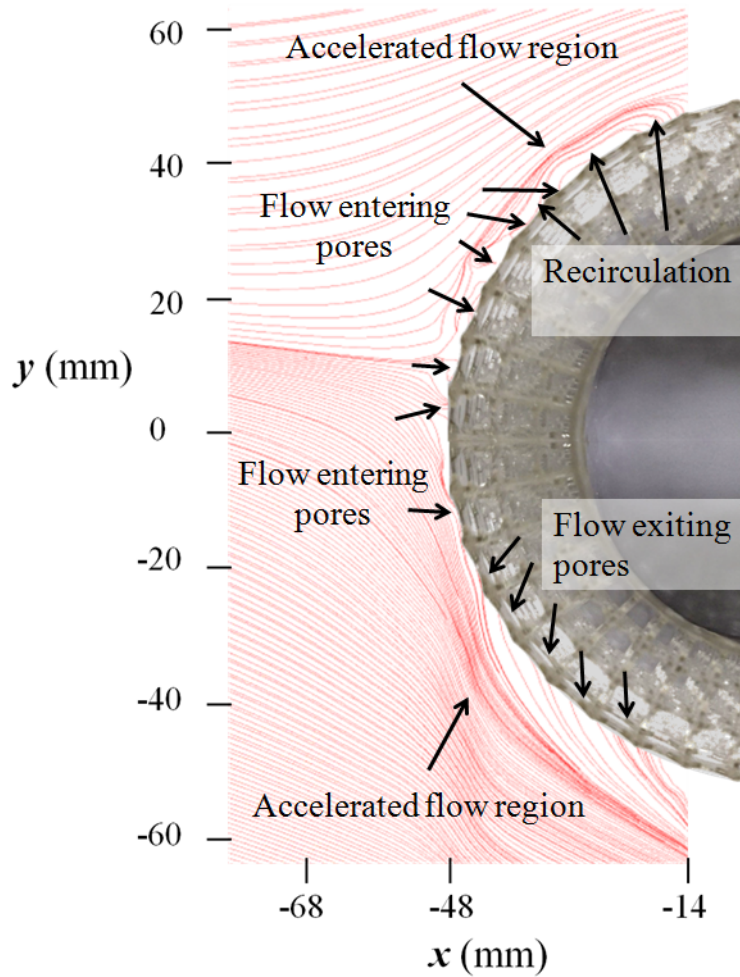 60
Accelerated flow region
40
Flow entering
pores
Recirculation
20
y (mm)
0
Flow entering
pores
Flow exiting
pores
-20
-40
Accelerated flow region
-60
-68
-48
-14
x (mm)